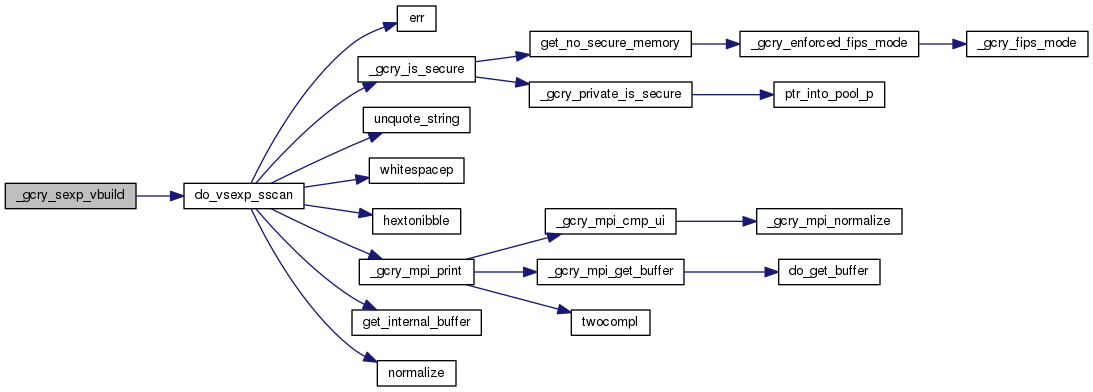 _gcry_sexp_vbuild
do_vsexp_sscan
err
_gcry_is_secure
get_no_secure_memory
_gcry_enforced_fips_mode
_gcry_fips_mode
_gcry_private_is_secure
ptr_into_pool_p
unquote_string
whitespacep
hextonibble
_gcry_mpi_print
_gcry_mpi_cmp_ui
_gcry_mpi_normalize
_gcry_mpi_get_buffer
do_get_buffer
twocompl
get_internal_buffer
normalize